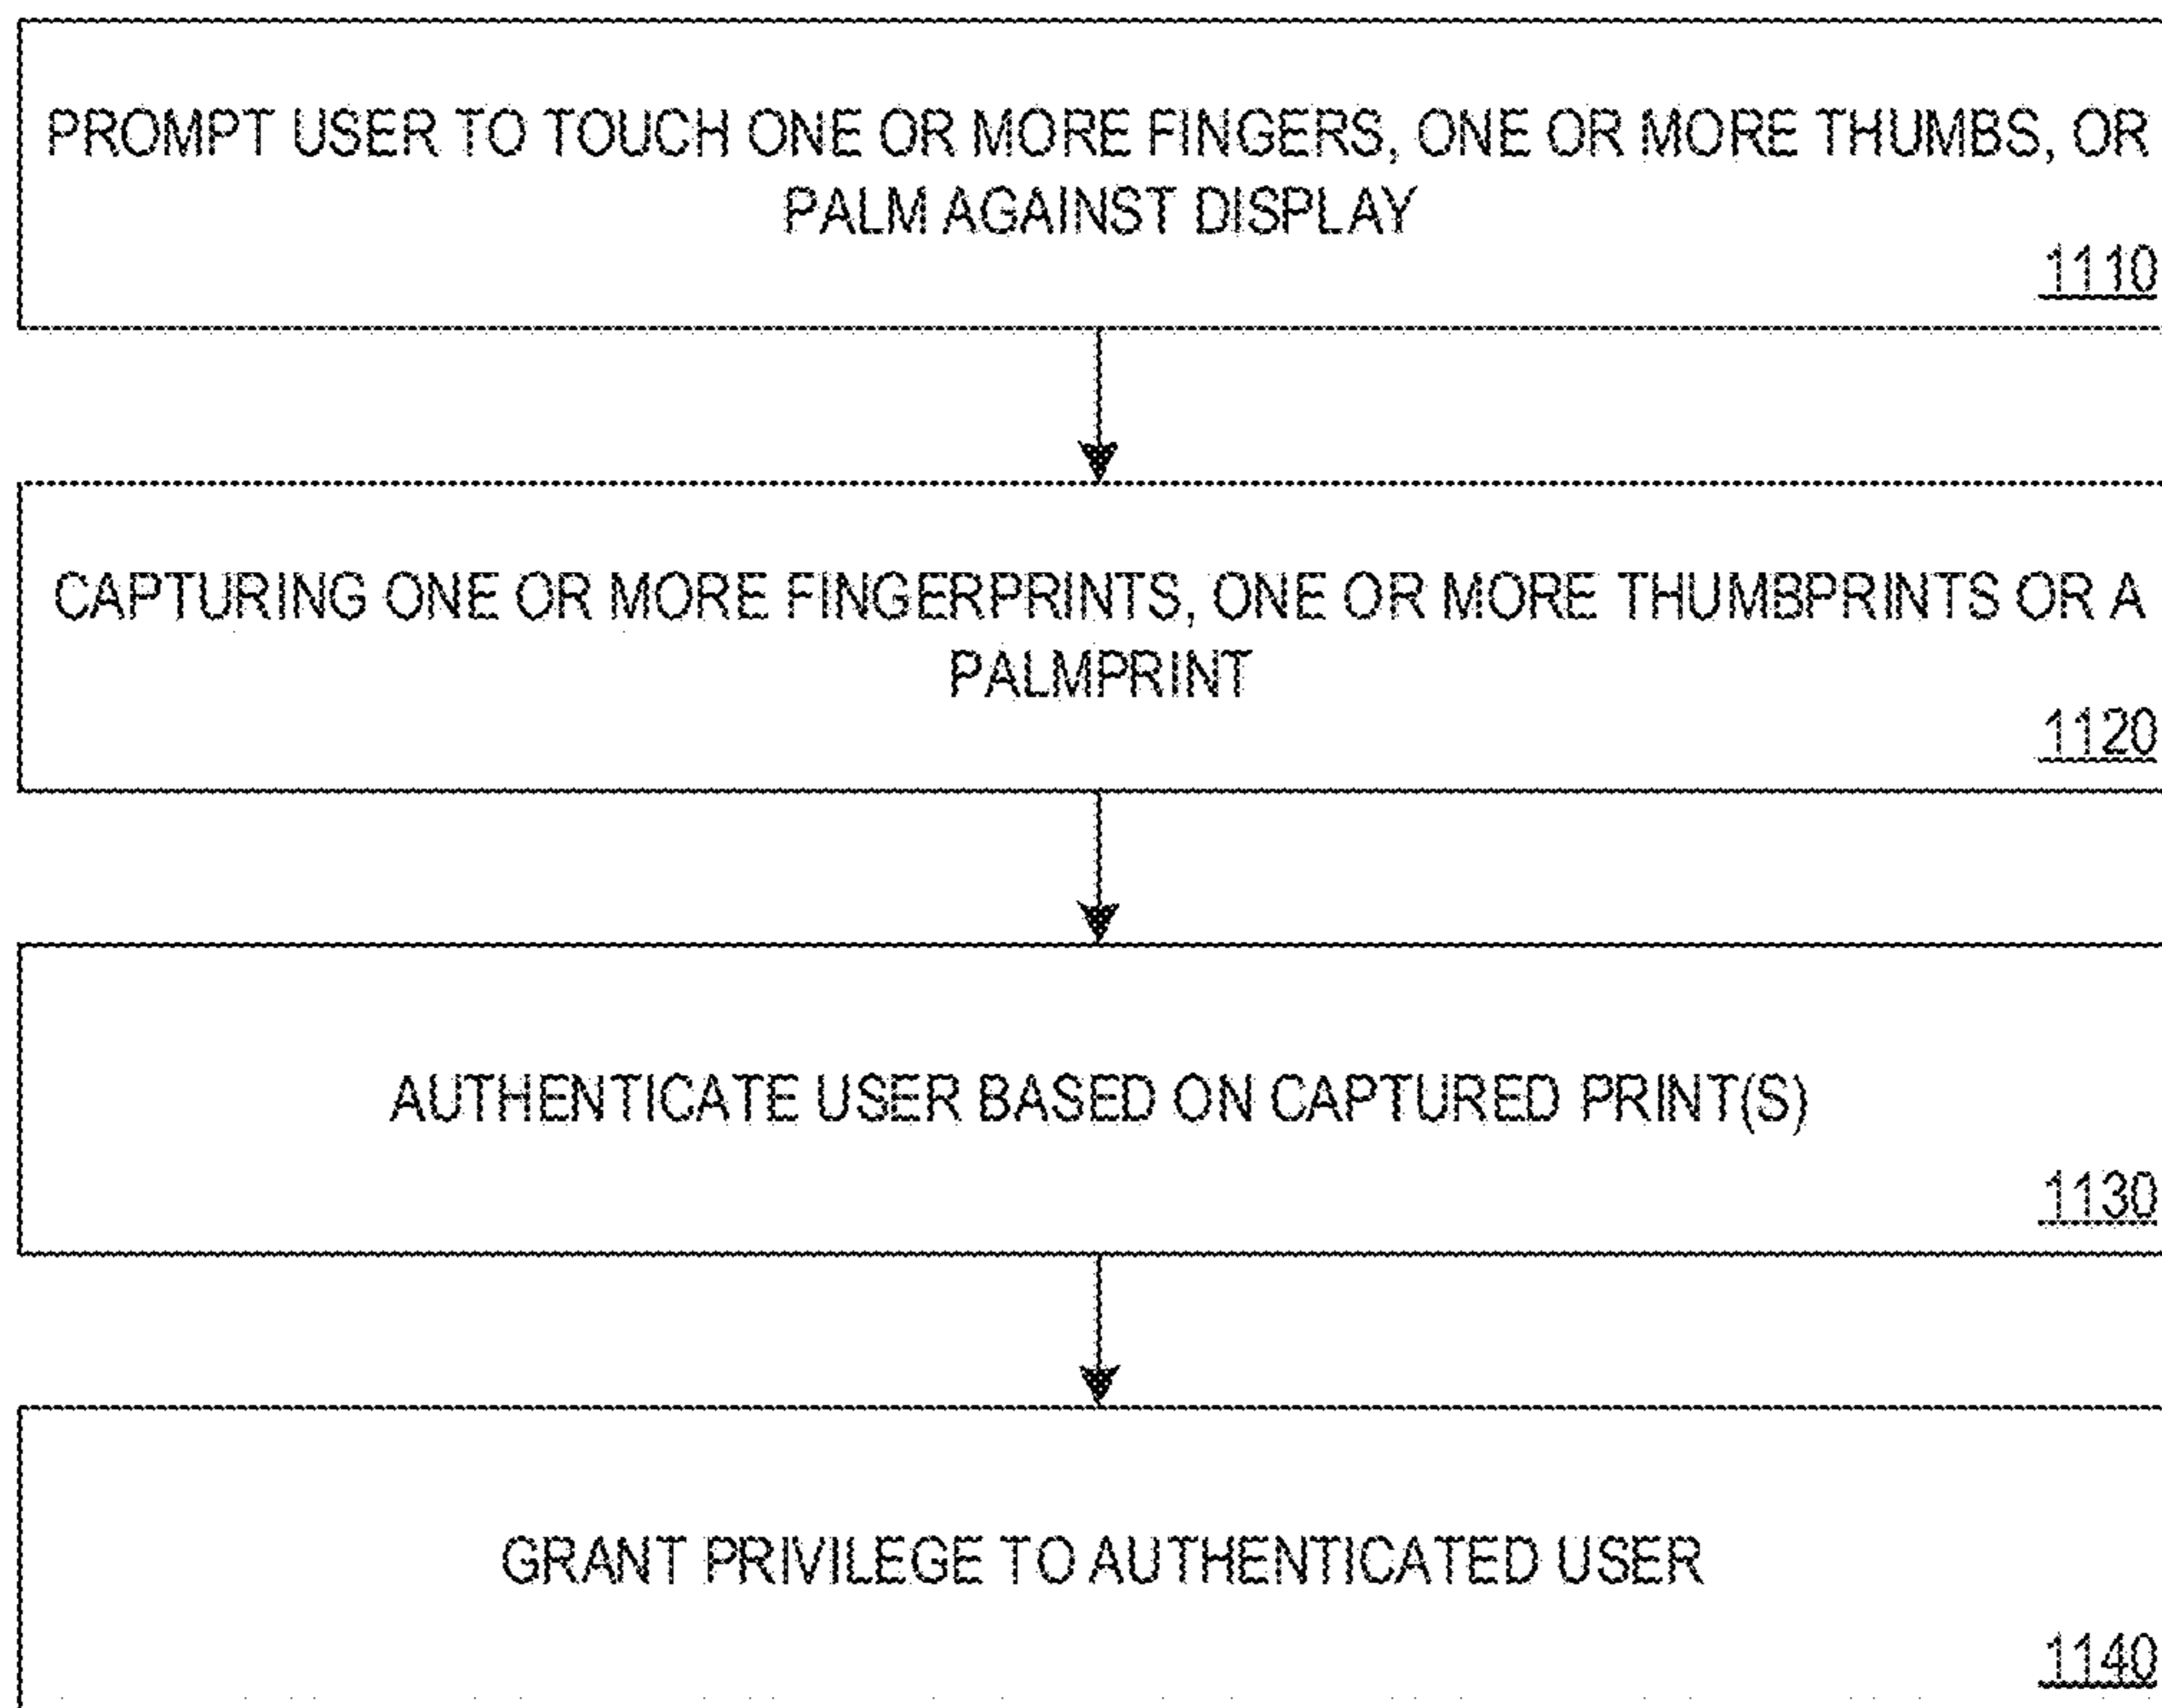 PROMPT USER TO TOUCH ONE OR MORE FINGERS, ONE OR MORE THUMBS, OR
PALM AGAINST DISPLAY
1110
CAPTURING ONE OR MORE FINGERPRINTS, ONE OR MORE THUMBPRINTS OR A
PALMPRINT
1120
AUTHENTICATE USER BASED ON CAPTURED PRINT(S)
1130
GRANT PRIVILEGE TO AUTHENTICATED USER
1140